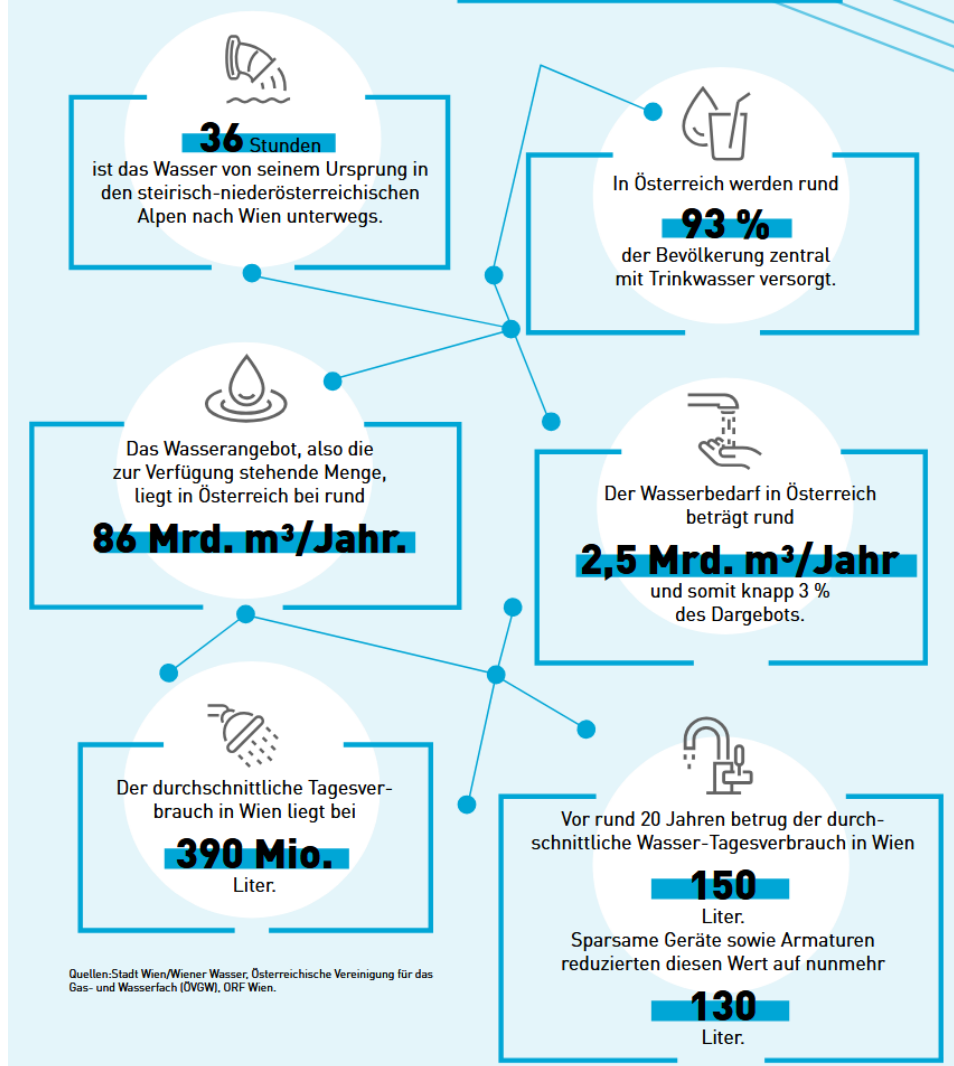 36 Stunden
ist das Wasser von seinem Ursprung in
den steirisch-niederösterreichischen
Alpen nach Wien unterwegs.
In Österreich werden rund
93 %
der Bevölkerung zentral
mit Trinkwasser versorgt.
Das Wasserangebot, also die
zur Verfügung stehende Menge,
liegt in Österreich bei rund
86 Mrd. m³/Jahr.
Der Wasserbedarf in Österreich
beträgt rund
2,5 Mrd. m³/Jahr
und somit knapp 3 %
des Dargebots.
Der durchschnittliche Tagesver-
brauch in Wien liegt bei
390 Mio.
Liter.
Vor rund 20 Jahren betrug der durch-
schnittliche Wasser-Tagesverbrauch in Wien
150
Liter.
Sparsame Geräte sowie Armaturen
reduzierten diesen Wert auf nunmehr
130
Liter.
Quellen:Stadt Wien/Wiener Wasser, Österreichische Vereinigung für das
Gas- und Wasserfach (ÖVGW), ORF Wien.